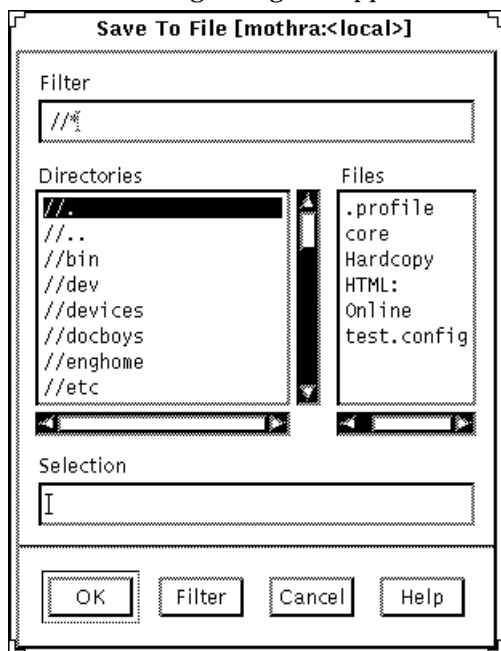 Save To File [mothra:<local>]
Filter
//*
Directories
//.
//..
//bin
//dev
//devices
//docboys
//enghome
//etc
Files
.profile
core
Hardcopy
HTML:
Online
test.config
Selection
OK
Filter
Cancel
Help